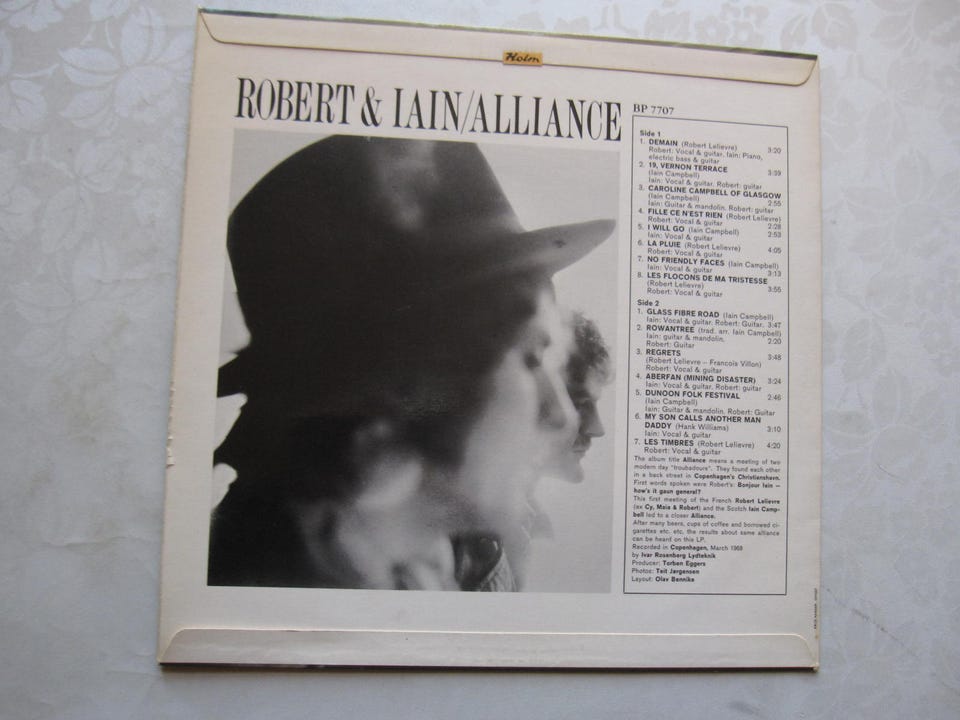 Holm
ROBERT & IAIN/ALLIANCE
BP 7707
Side 1
1. DEMAIN (Robert Lelievre) 3:20
Robert: Vocal & guitar. Iain: Piano,
electric bass & guitar
2. 19, VERNON TERRACE 3:59
(Iain Campbell)
Iain: Vocal & guitar. Robert: guitar
3. CAROLINE CAMPBELL OF GLASGOW
(Iain Campbell) 2:55
Iain: Guitar & mandolin. Robert: guitar
4. FILLE CE N'EST RIEN (Robert Lelievre)
Robert: Vocal & guitar 2:28
5. I WILL GO (Iain Campbell) 2:53
Iain: Vocal & guitar
6. LA PLUIE (Robert Lelievre) 4:05
Robert: Vocal & guitar
7. NO FRIENDLY FACES (Iain Campbell)
Iain: Vocal & guitar 3:13
8. LES FLOCONS DE MA TRISTESSE
(Robert Lelievre) 3:55
Robert: Vocal & guitar
Side 2
1. GLASS FIBRE ROAD (Iain Campbell)
Iain: Vocal & guitar. Robert: Guitar. 3:47
2. ROWANTREE (trad. arr. Iain Campbell)
Iain: guitar & mandolin. 2:20
Robert: Guitar
3. REGRETS 3:48
(Robert Lelievre – Francois Villon)
Robert: Vocal & guitar
4. ABERFAN (MINING DISASTER) 3:24
Iain: Vocal & guitar. Robert: guitar
5. DUNOON FOLK FESTIVAL 2:46
(Iain Campbell)
Iain: Guitar & mandolin. Robert: Guitar
6. MY SON CALLS ANOTHER MAN
DADDY (Hank Williams) 3:10
Iain: Vocal & guitar
7. LES TIMBRES (Robert Lelievre) 4:20
Robert: Vocal & guitar
The album title Alliance means a meeting of two
modern day "troubadours". They found each other
in a back street in Copenhagen's Christianshavn.
First words spoken were Robert's: Bonjour Iain –
how's it gaun general?
This first meeting of the French Robert Lelievre
(ex Cy, Maia & Robert) and the Scotch Iain Camp-
bell led to a closer Alliance.
After many beers, cups of coffee and borrowed ci-
garettes etc. etc. the results about same alliance
can be heard on this LP.
Recorded in Copenhagen, March 1969
by Ivar Rosenberg Lydteknik
Producer: Torben Eggers
Photos: Teit Jørgensen
Layout: Olav Bennike